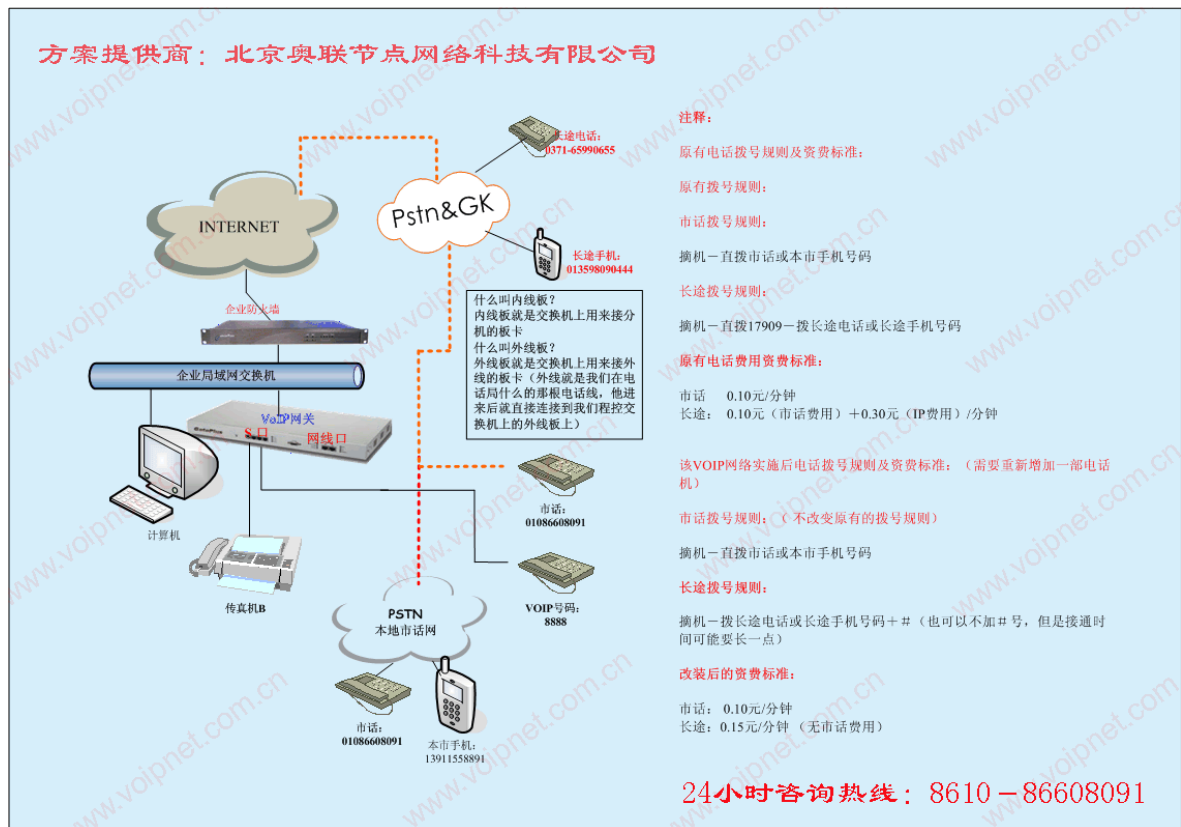 方案提供商：北京奥联节点网络科技有限公司
长途电话：
0371-65990655
INTERNET
Pstn&GK
长途手机：
013598090444
企业防火墙
企业局域网交换机
VoIP网关
S 口
网线口
计算机
传真机B
什么叫内线板？
内线板就是交换机上用来接分
机的板卡
什么叫外线板？
外线板就是交换机上用来接外
线的板卡（外线就是我们在电
话局什么的那根电话线，他进
来后就直接连接到我们程控交
换机上的外线板上）
市话：
01086608091
VOIP号码：
8888
PSTN
本地市话网
市话：
01086608091
本市手机：
13911558891
注释：
原有电话拨号规则及资费标准：
原有拨号规则：
市话拨号规则：
摘机－直拨市话或本市手机号码
长途拨号规则：
摘机－直拨17909－拨长途电话或长途手机号码
原有电话费用资费标准：
市话 0.10元/分钟
长途： 0.10元（市话费用）＋0.30元（IP费用）/分钟
该VOIP网络实施后电话拨号规则及资费标准：（需要重新增加一部电话
机）
市话拨号规则：（ 不改变原有的拨号规则）
摘机－直拨市话或本市手机号码
长途拨号规则：
摘机－拨长途电话或长途手机号码＋＃（也可以不加＃号，但是接通时
间可能要长一点）
改装后的资费标准：
市话： 0.10元/分钟
长途：0.15元/分钟 （无市话费用）
24小时咨询热线：8610－86608091
www.voipnet.com.cn